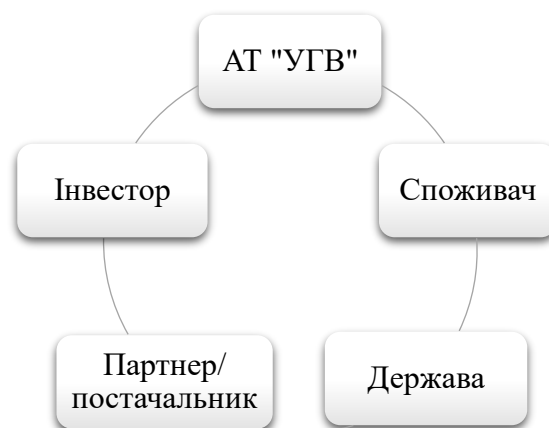 АТ "УГВ"
Інвестор
Споживач
Партнер/
постачальник
Держава